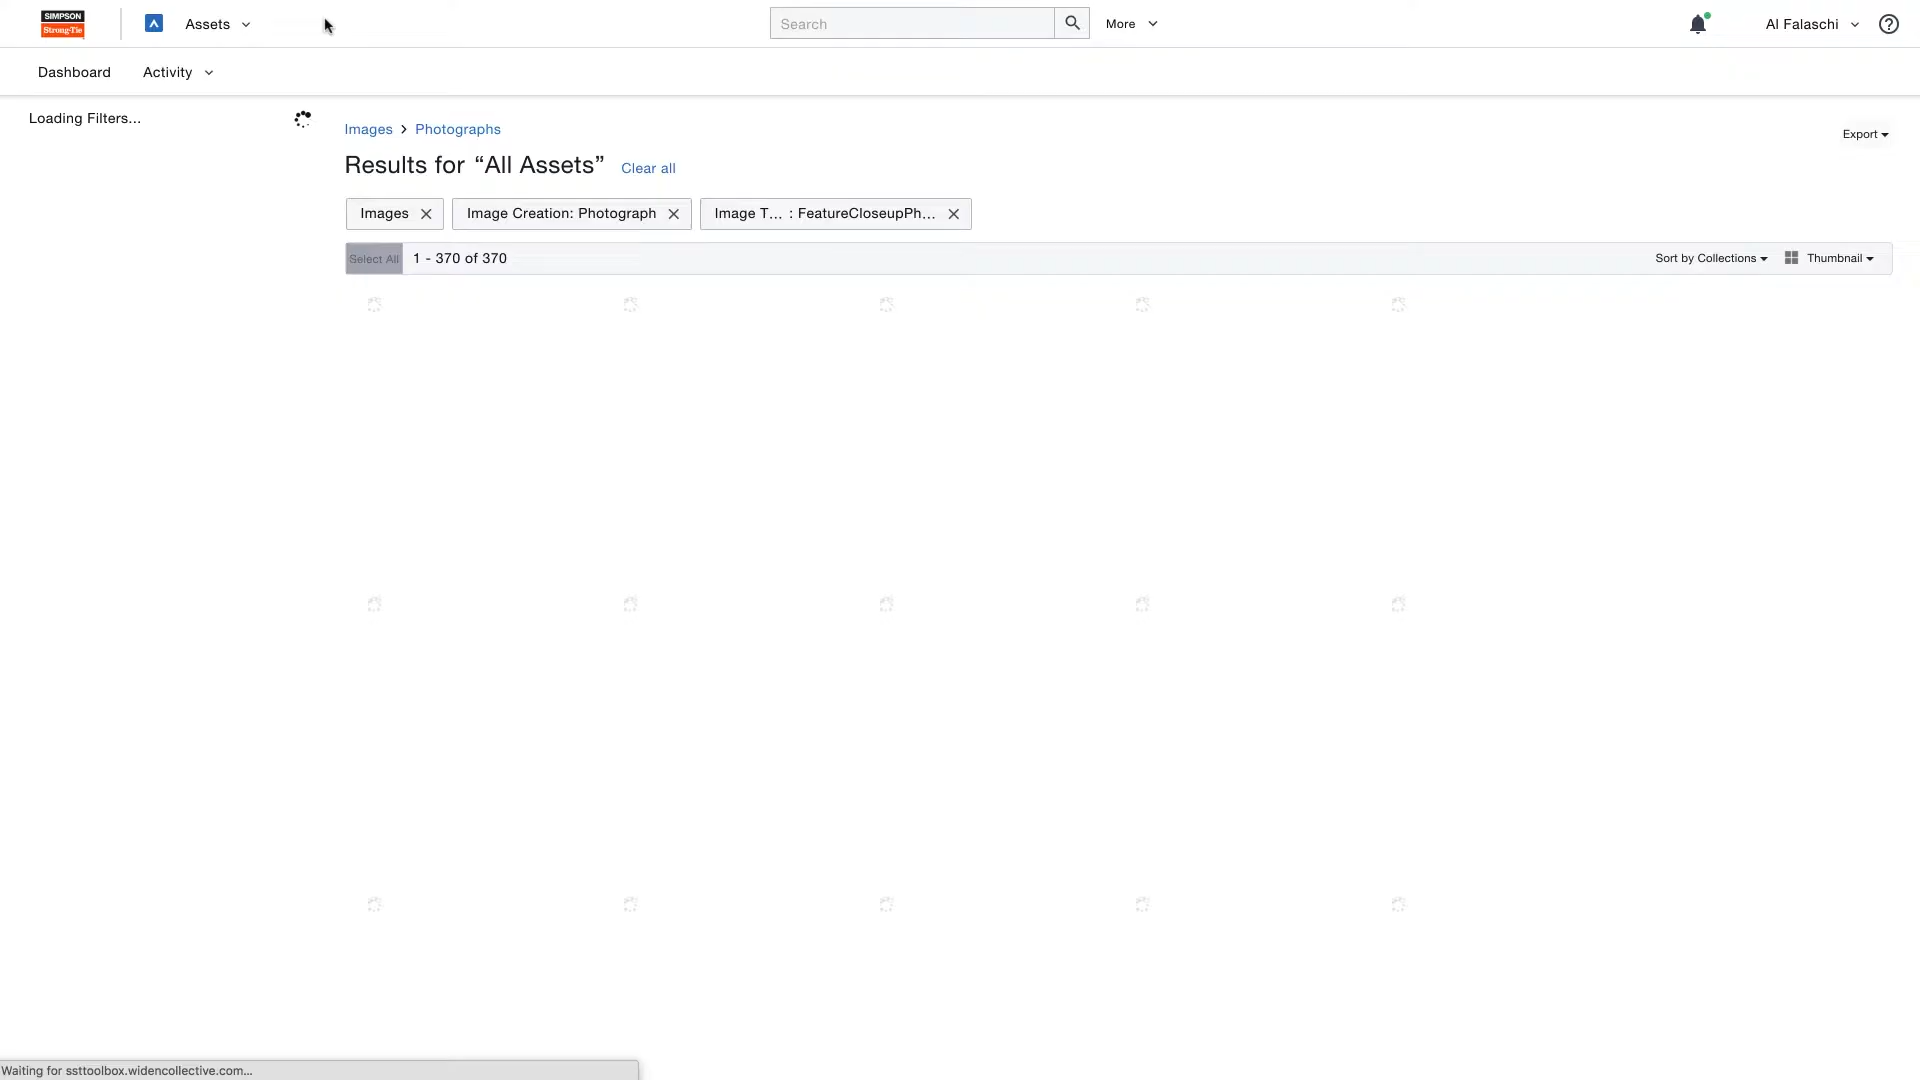 SIMPSON
Strong-Tie
Assets
Search
More
Al Falaschi
Dashboard
Activity
Loading Filters...
Images > Photographs
Export
Results for “All Assets” Clear all
Images
Image Creation: Photograph
Image T... : FeatureCloseupPh...
Select All
1 - 370 of 370
Sort by Collections
Thumbnail
Waiting for ssttoolbox.widencollective.com...